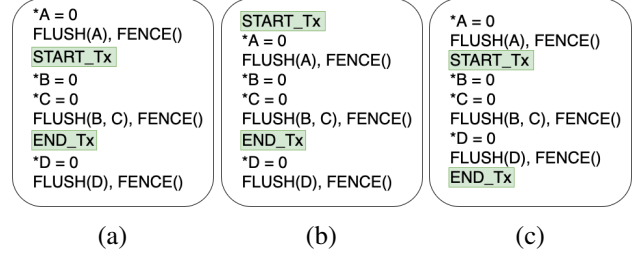 *A = 0
FLUSH(A), FENCE()
START_Tx
*B = 0
*C = 0
FLUSH(B, C), FENCE()
END_Tx
*D = 0
FLUSH(D), FENCE()
(a)
START_Tx
*A = 0
FLUSH(A), FENCE()
*B = 0
*C = 0
FLUSH(B, C), FENCE()
END_Tx
*D = 0
FLUSH(D), FENCE()
(b)
*A = 0
FLUSH(A), FENCE()
START_Tx
*B = 0
*C = 0
FLUSH(B, C), FENCE()
*D = 0
FLUSH(D), FENCE()
END_Tx
(c)